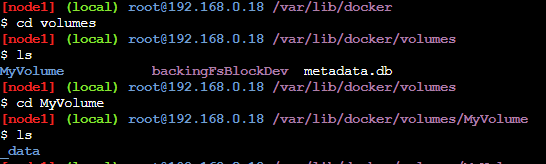 [node1] (local) root@192.168.0.18 /var/lib/docker
$ cd volumes
[node1] (local) root@192.168.0.18 /var/lib/docker/volumes
$ ls
MyVolume backingFsBlockDev metadata.db
[node1] (local) root@192.168.0.18 /var/lib/docker/volumes
$ cd MyVolume
[node1] (local) root@192.168.0.18 /var/lib/docker/volumes/MyVolume
$ ls
_data